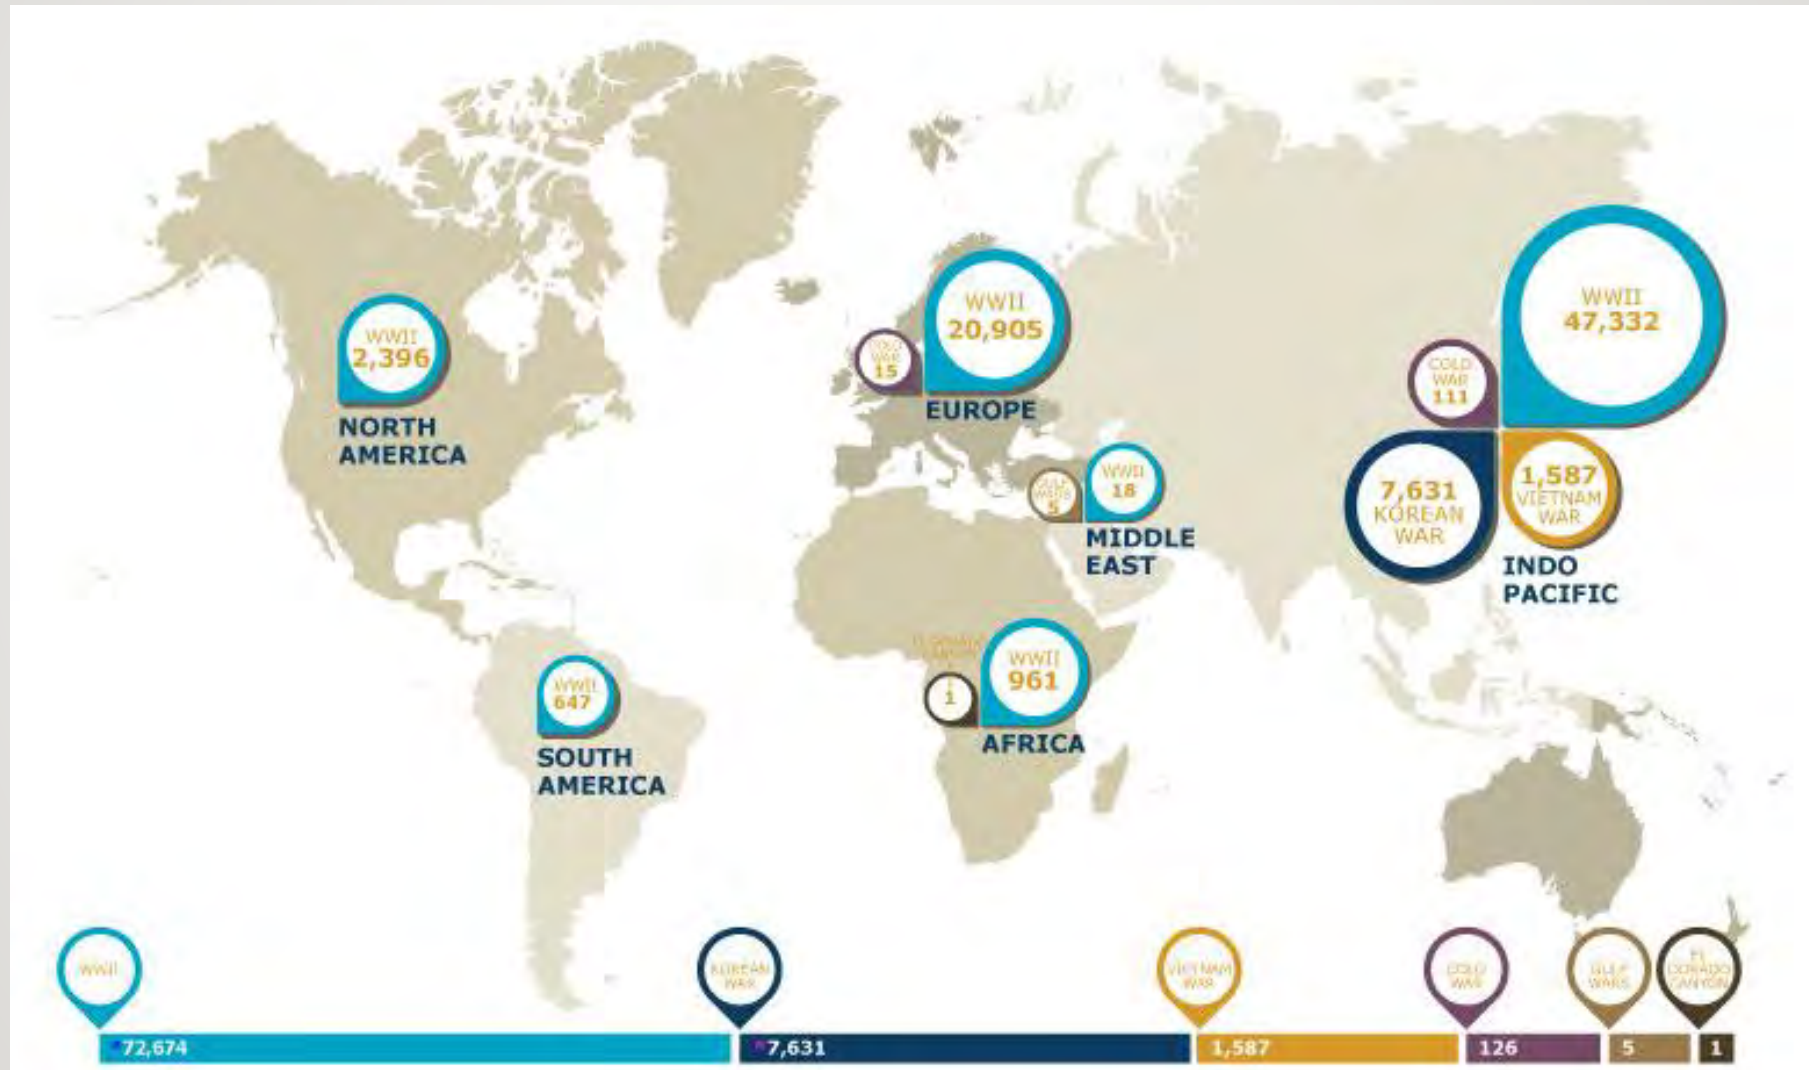 WWII
2,396
NORTH
AMERICA
WWII
647
SOUTH
AMERICA
COLD
WAR
15
WWII
20,905
EUROPE
GULF
WARS
5
WWII
18
MIDDLE
EAST
1
WWII
961
AFRICA
COLD
WAR
111
WWII
47,332
7,631
KOREAN
WAR
1,587
VIETNAM
WAR
INDO
PACIFIC
WWII
KOREAN
WAR
VIETNAM
WAR
COLD
WAR
GULF
WARS
EL
DORADO
CANYON
*72,674
*7,631
1,587
126
5
1